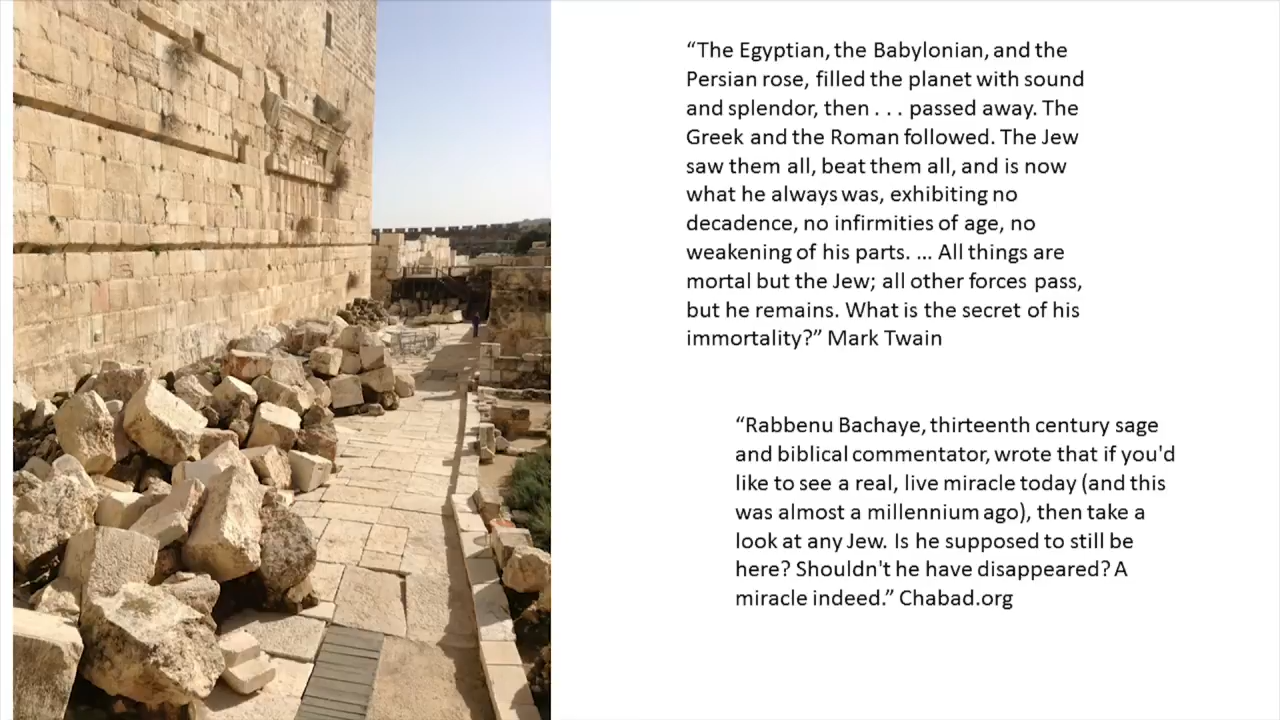 “The Egyptian, the Babylonian, and the
Persian rose, filled the planet with sound
and splendor, then . . . passed away. The
Greek and the Roman followed. The Jew
saw them all, beat them all, and is now
what he always was, exhibiting no
decadence, no infirmities of age, no
weakening of his parts. ... All things are
mortal but the Jew; all other forces pass,
but he remains. What is the secret of his
immortality?” Mark Twain
“Rabbenu Bachaye, thirteenth century sage
and biblical commentator, wrote that if you'd
like to see a real, live miracle today (and this
was almost a millennium ago), then take a
look at any Jew. Is he supposed to still be
here? Shouldn't he have disappeared? A
miracle indeed.” Chabad.org